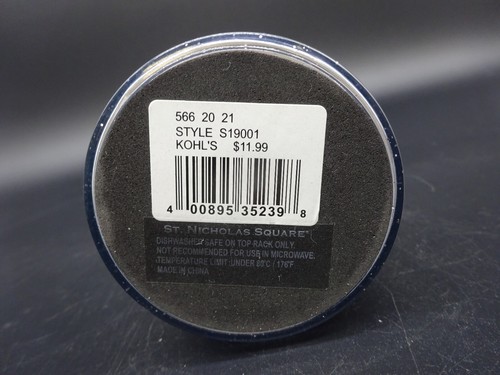 566 20 21
STYLE S19001
KOHL'S $11.99
4 00895 35239 8
ST. NICHOLAS SQUARE
DISHWASHER SAFE ON TOP RACK ONLY.
NOT RECOMMENDED FOR USE IN MICROWAVE.
TEMPERATURE LIMIT: UNDER 80°C / 176°F
MADE IN CHINA